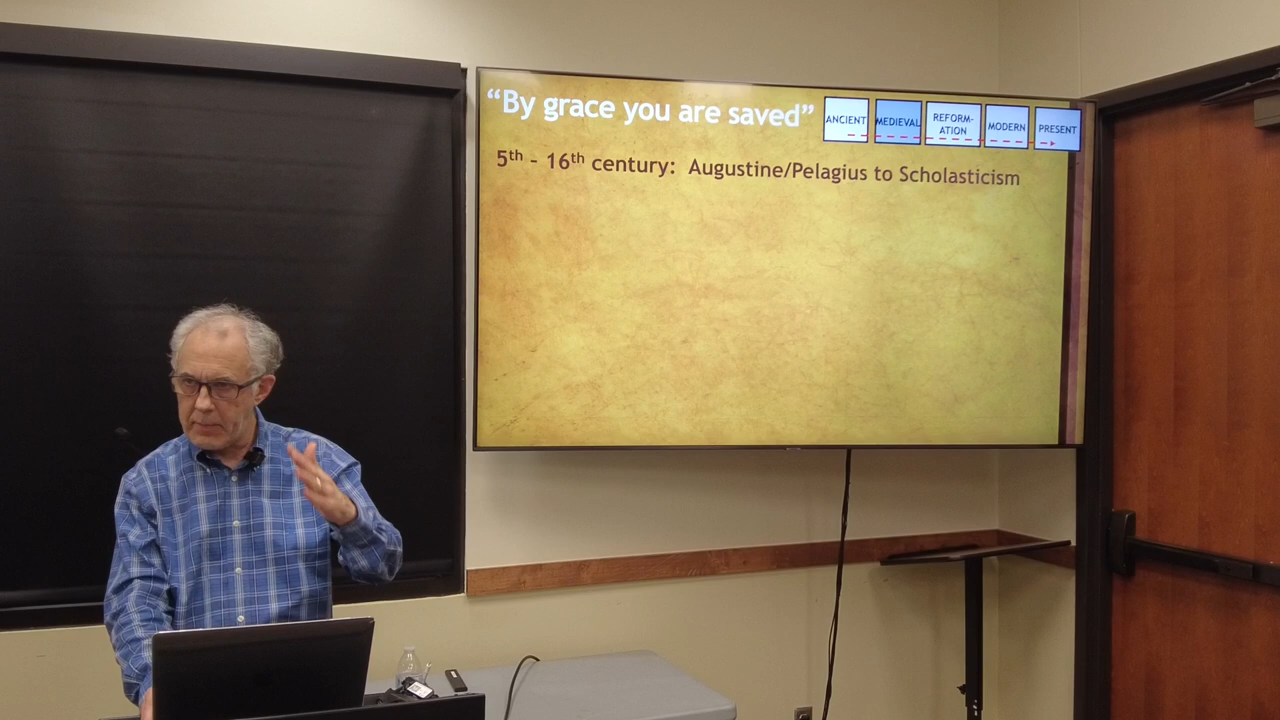 “By grace you are saved”
ANCIENT
MEDIEVAL
REFORM-
ATION
MODERN
PRESENT
5th - 16th century: Augustine/Pelagius to Scholasticism